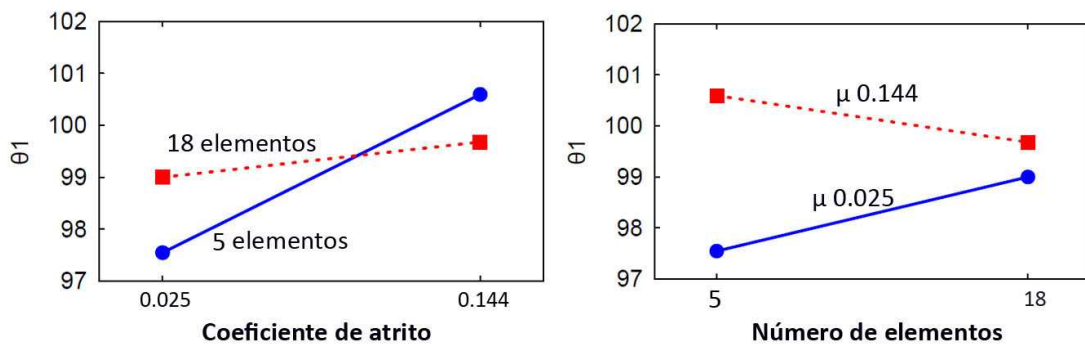 102
101
100
99
98
97
θ1
18 elementos
5 elementos
0.025
0.144
Coeficiente de atrito
102
101
100
99
98
97
θ1
μ 0.144
μ 0.025
5
18
Número de elementos